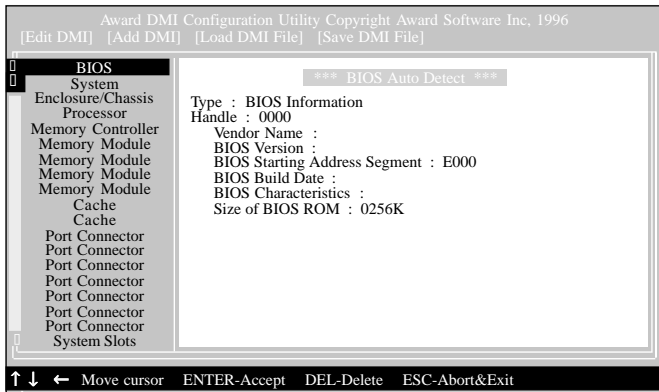 Award DMI Configuration Utility Copyright Award Software Inc, 1996
[Edit DMI] [Add DMI] [Load DMI File] [Save DMI File]
BIOS
System
Enclosure/Chassis
Processor
Memory Controller
Memory Module
Memory Module
Memory Module
Memory Module
Cache
Cache
Port Connector
Port Connector
Port Connector
Port Connector
Port Connector
Port Connector
Port Connector
System Slots
*** BIOS Auto Detect ***
Type : BIOS Information
Handle : 0000
Vendor Name :
BIOS Version :
BIOS Starting Address Segment : E000
BIOS Build Date :
BIOS Characteristics :
Size of BIOS ROM : 0256K
↑↓ ← Move cursor ENTER-Accept DEL-Delete ESC-Abort&Exit